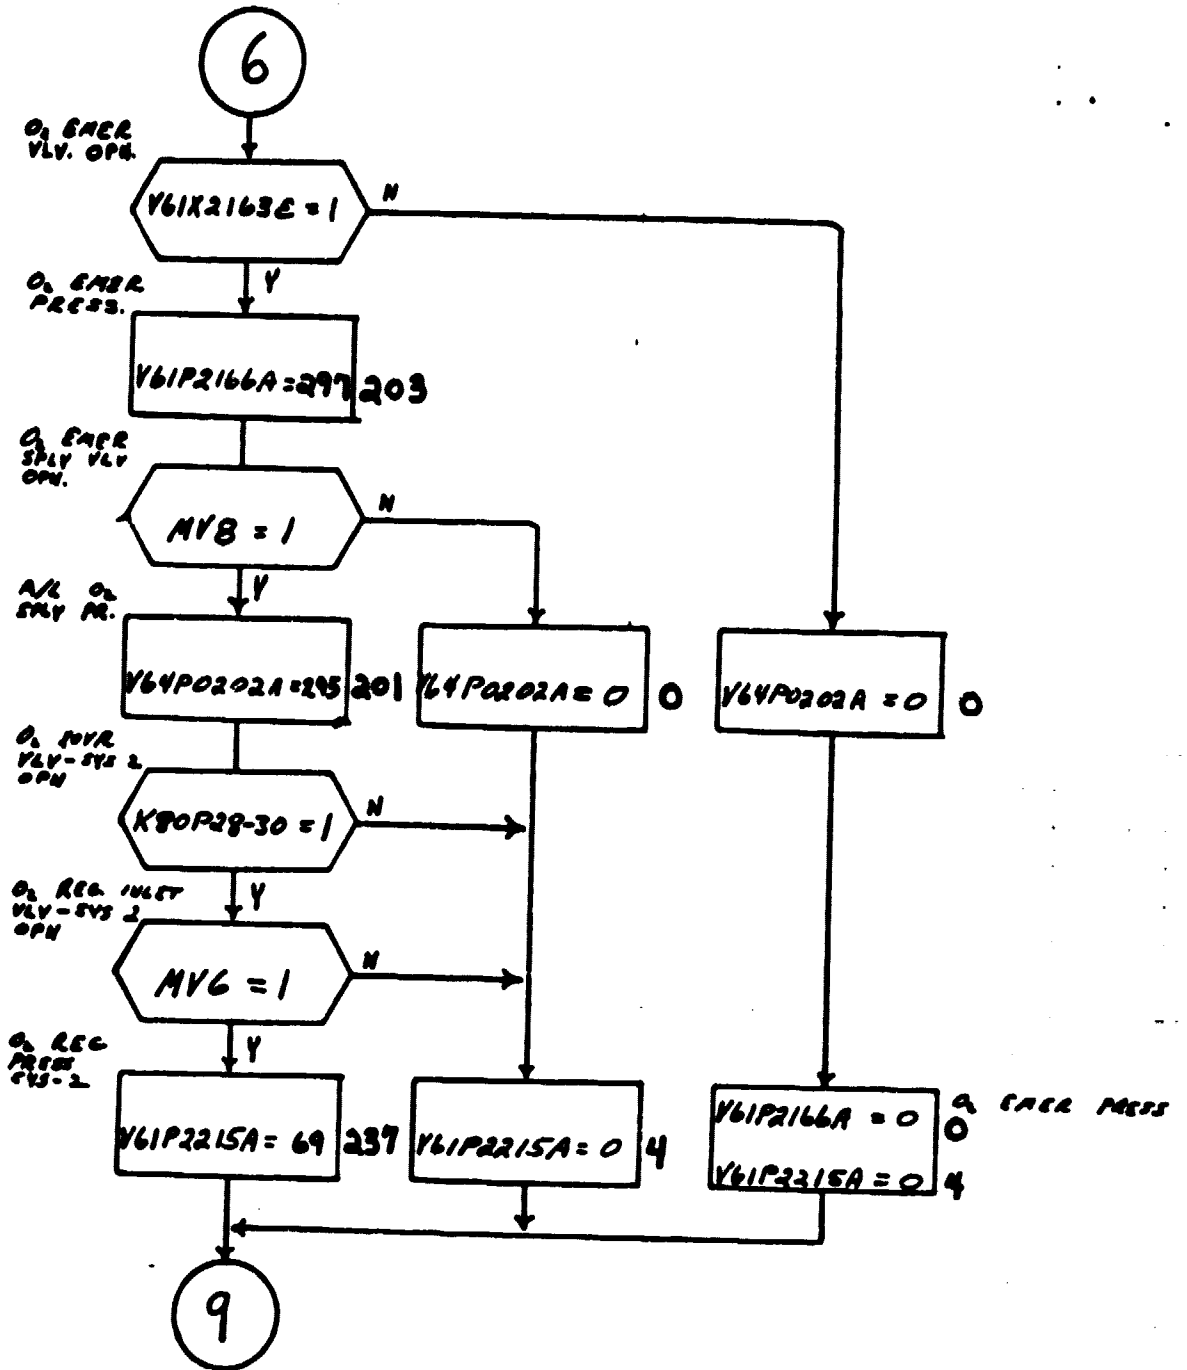 6
O₂ EMER
VLV. OPN.
V61X2163E = 1
N
Y
O₂ EMER
PRESS.
V61P2166A = 297 203
O₂ EMER
SPLY VLV
OPN.
MV8 = 1
N
Y
A/L O₂
SPLY PR.
V64P0202A = 295 201
V64P0202A = 0 0
V64P0202A = 0 0
O₂ SOVR
VLV-SYS 2
OPN
K80P28-30 = 1
N
Y
O₂ REG INLET
VLV-SYS 2
OPN
MV6 = 1
N
Y
O₂ REG
PRESS
SYS-2
V61P2215A = 69 237
V61P2215A = 0 4
V61P2166A = 0 0
O₂ EMER PRESS
V61P2215A = 0 4
9